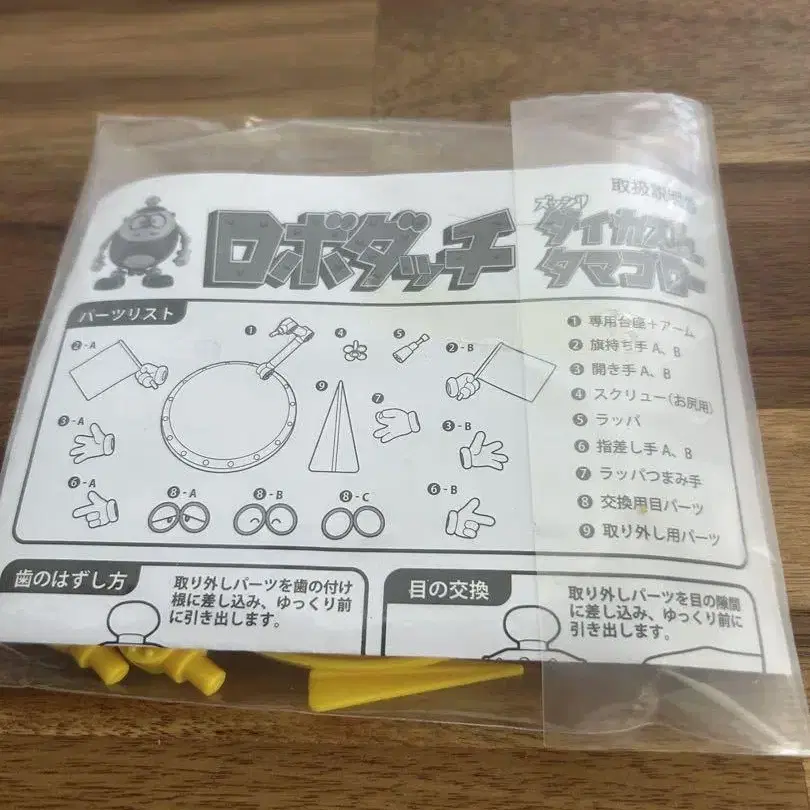 取扱説明書
ロボダッチ
ズッシリ
ダイカスト
タマゴロー
パーツリスト
❶
❷-A
❷-B
❸-A
❸-B
❹
❺
❻-A
❻-B
❼
❽-A
❽-B
❽-C
❾
❶ 専用台座+アーム
❷ 旗持ち手 A、B
❸ 開き手 A、B
❹ スクリュー(お尻用)
❺ ラッパ
❻ 指差し手 A、B
❼ ラッパつまみ手
❽ 交換用目パーツ
❾ 取り外し用パーツ
歯のはずし方
取り外しパーツを歯の付け
根に差し込み、ゆっくり前
に引き出します。
目の交換
取り外しパーツを目の隙間
に差し込み、ゆっくり前に
引き出します。